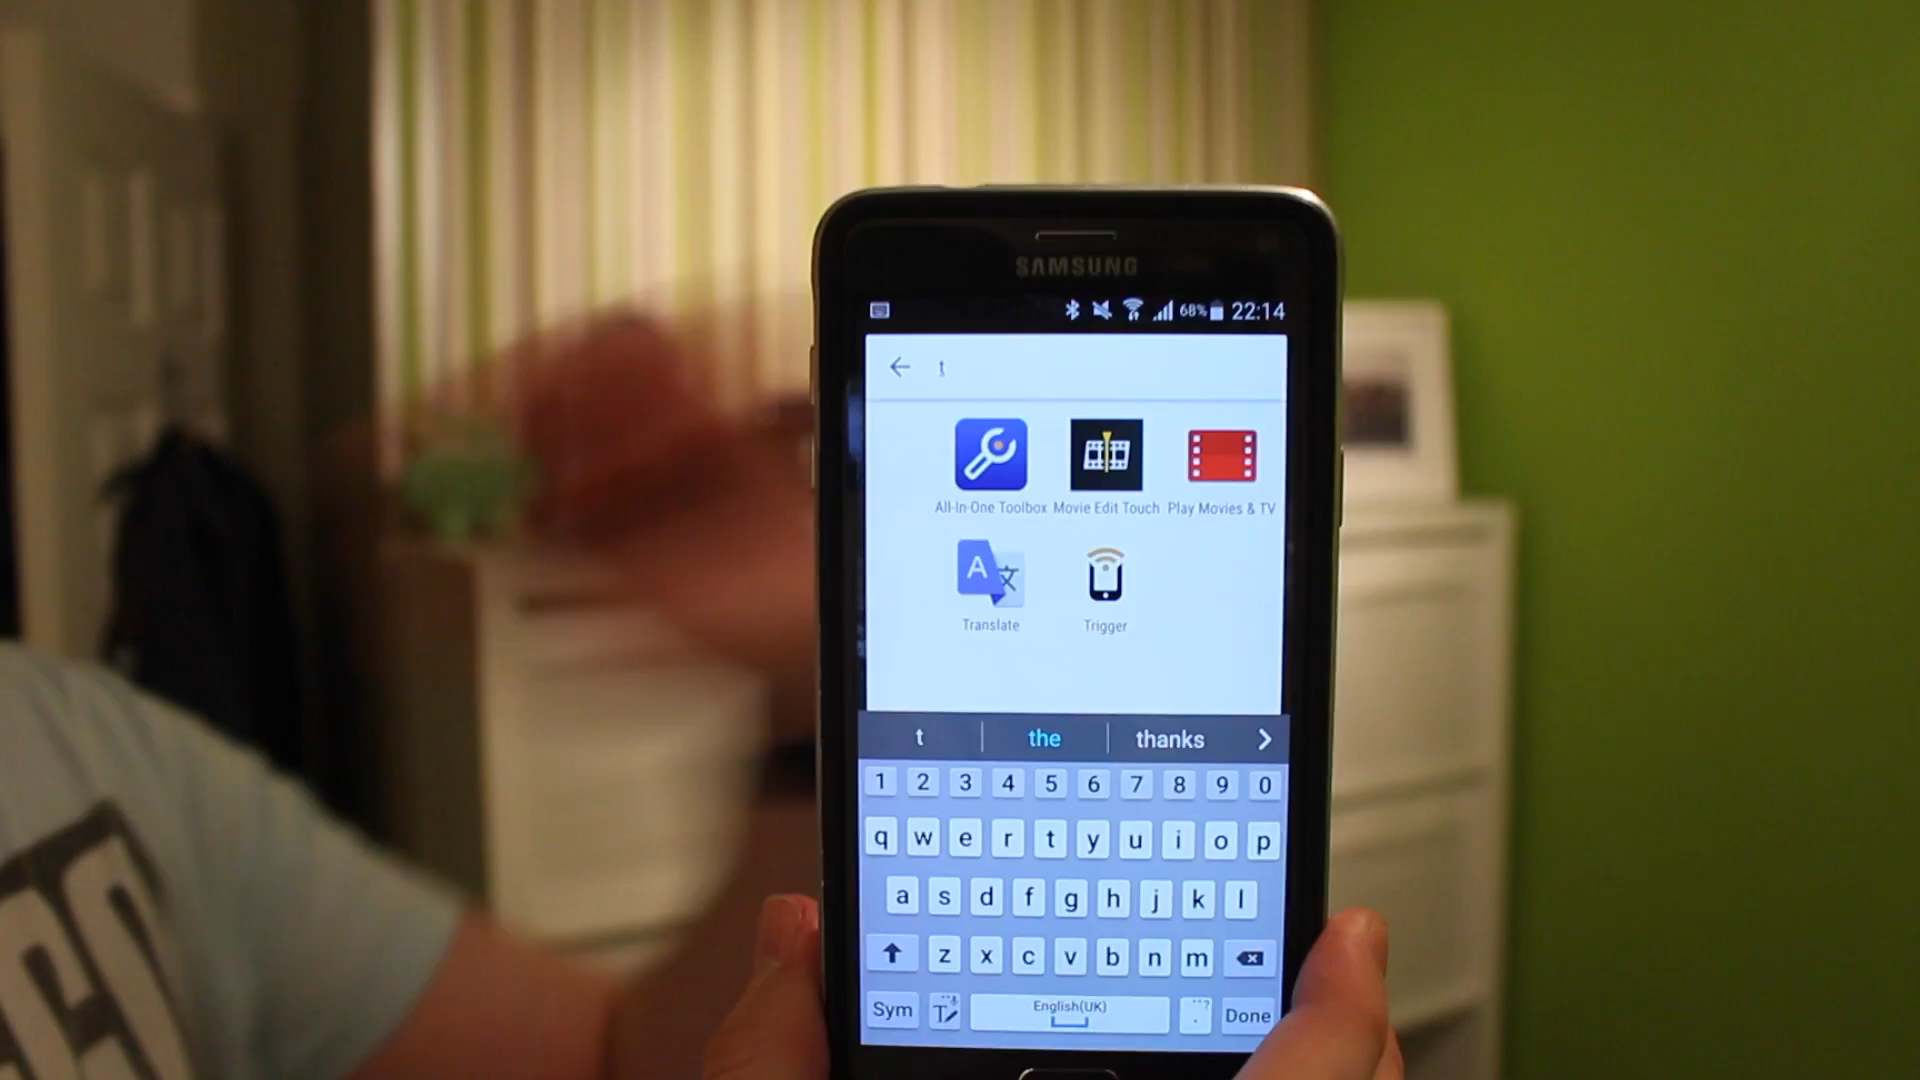 SAMSUNG
68% 22:14
t
All-In-One Toolbox Movie Edit Touch Play Movies & TV
A 文
Translate Trigger
t the thanks
1 2 3 4 5 6 7 8 9 0
q w e r t y u i o p
a s d f g h j k l
z x c v b n m
Sym T English(UK) . Done